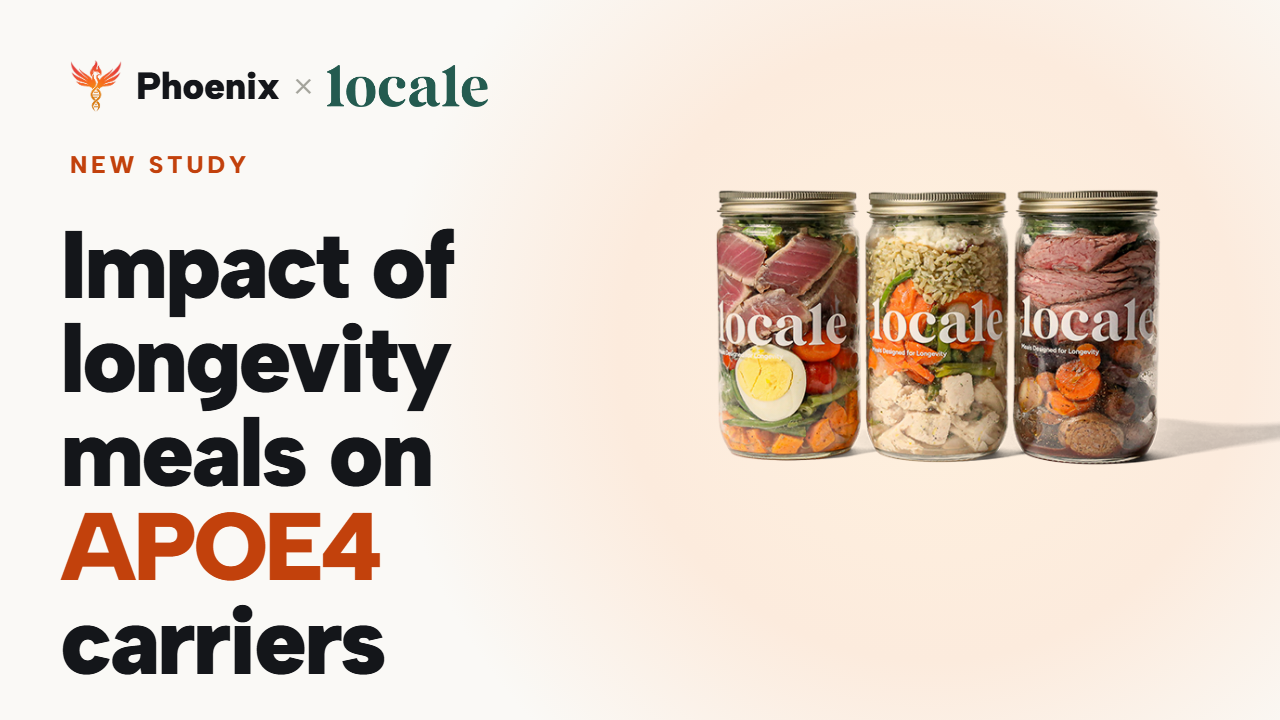 Phoenix × locale
NEW STUDY
Impact of
longevity
meals on
APOE4
carriers
locale
locale
locale
Meals Designed for Longevity
Meals Designed for Longevity